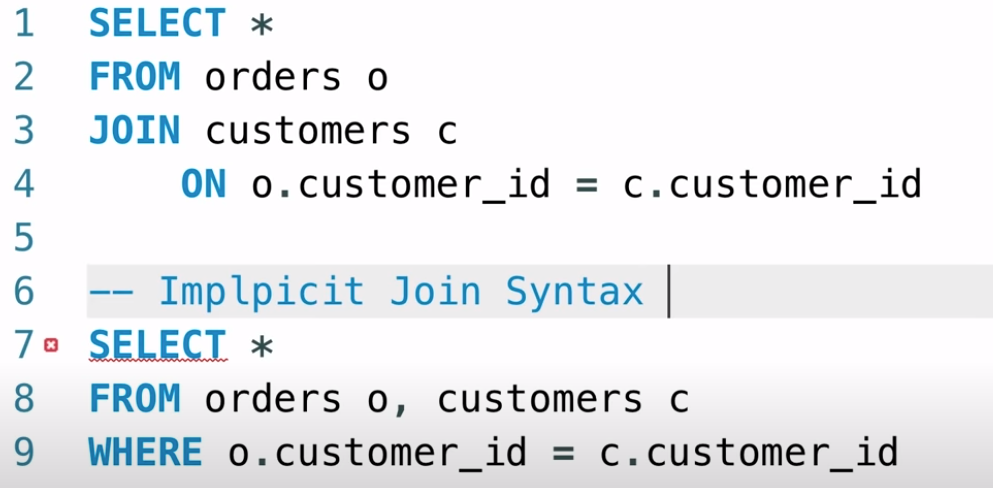 1 SELECT *
2 FROM orders o
3 JOIN customers c
4     ON o.customer_id = c.customer_id
5
6 -- Implpicit Join Syntax
7 SELECT *
8 FROM orders o, customers c
9 WHERE o.customer_id = c.customer_id